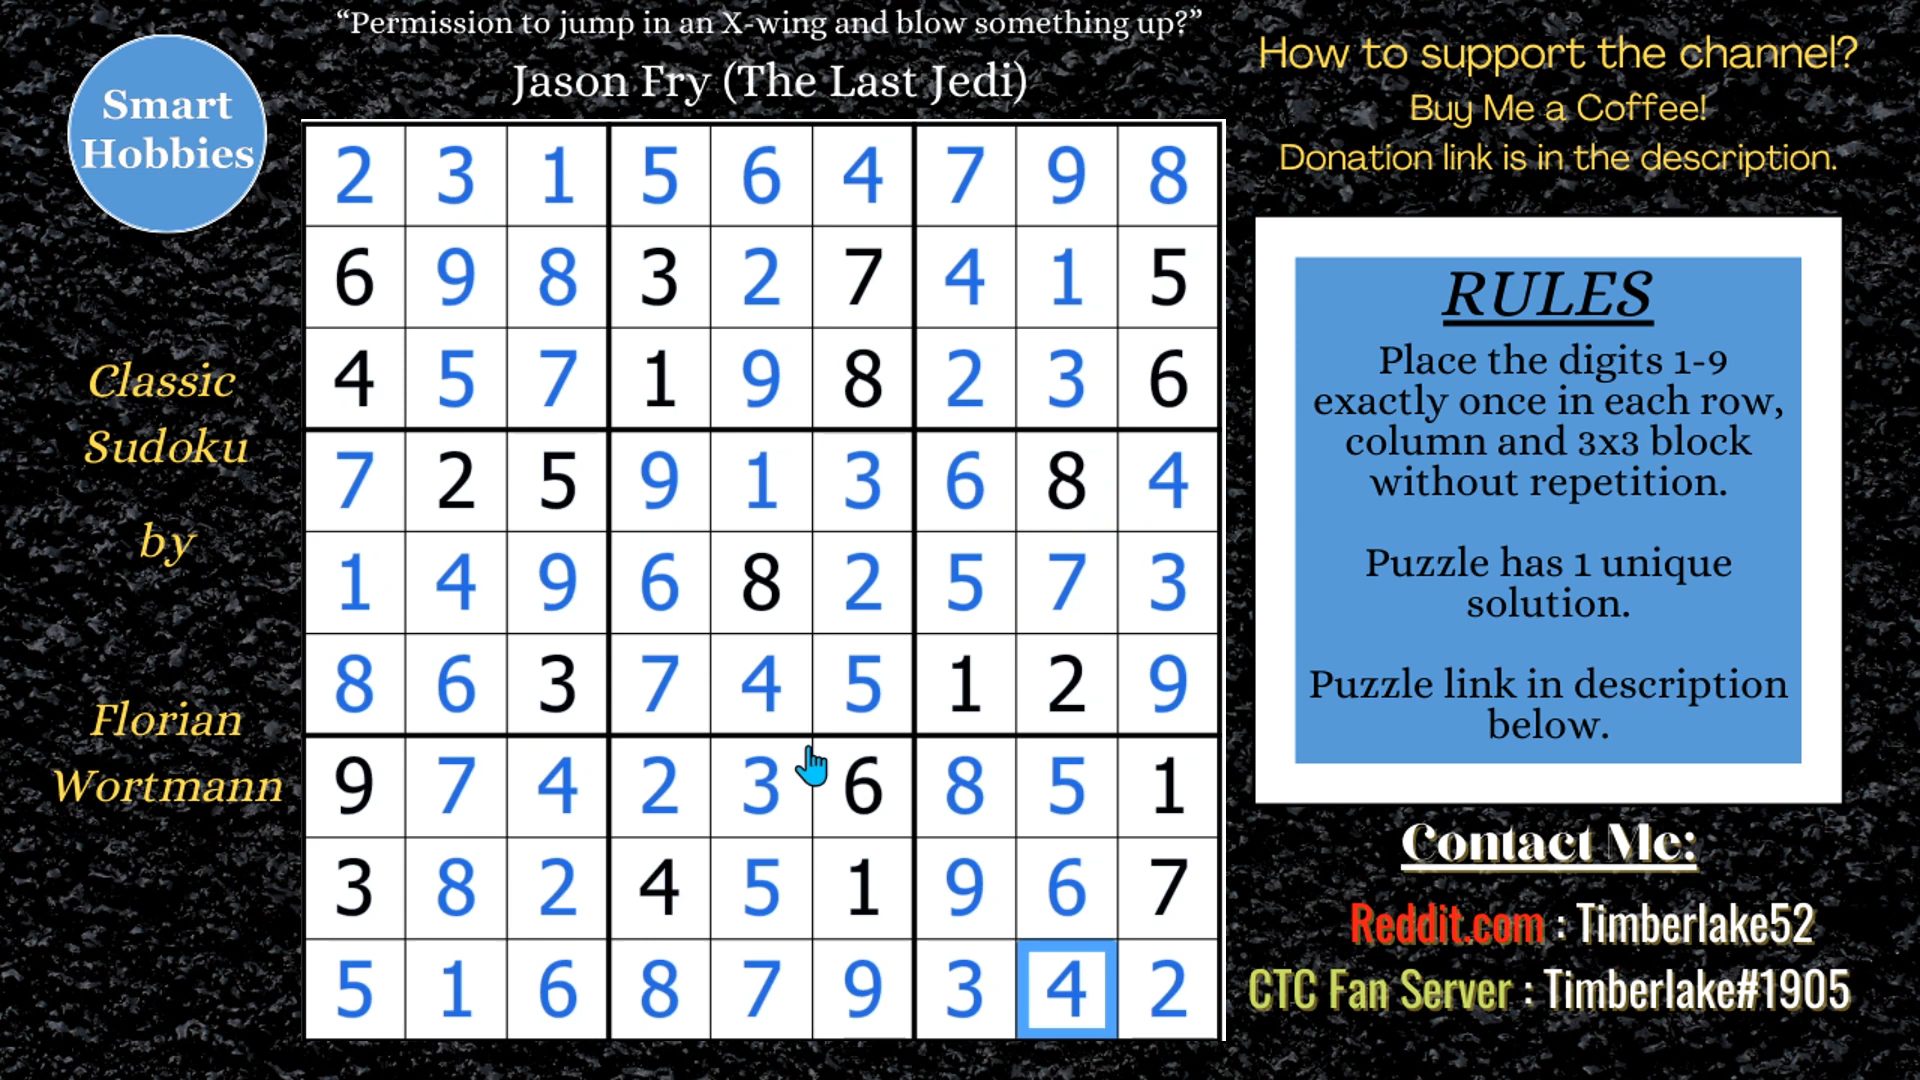 “Permission to jump in an X-wing and blow something up?”
Jason Fry (The Last Jedi)
Smart
Hobbies
Classic
Sudoku
by
Florian
Wortmann
2 3 1 5 6 4 7 9 8
6 9 8 3 2 7 4 1 5
4 5 7 1 9 8 2 3 6
7 2 5 9 1 3 6 8 4
1 4 9 6 8 2 5 7 3
8 6 3 7 4 5 1 2 9
9 7 4 2 3 6 8 5 1
3 8 2 4 5 1 9 6 7
5 1 6 8 7 9 3 4 2
How to support the channel?
Buy Me a Coffee!
Donation link is in the description.
RULES
Place the digits 1-9
exactly once in each row,
column and 3x3 block
without repetition.
Puzzle has 1 unique
solution.
Puzzle link in description
below.
Contact Me:
Reddit.com : Timberlake52
CTC Fan Server : Timberlake#1905